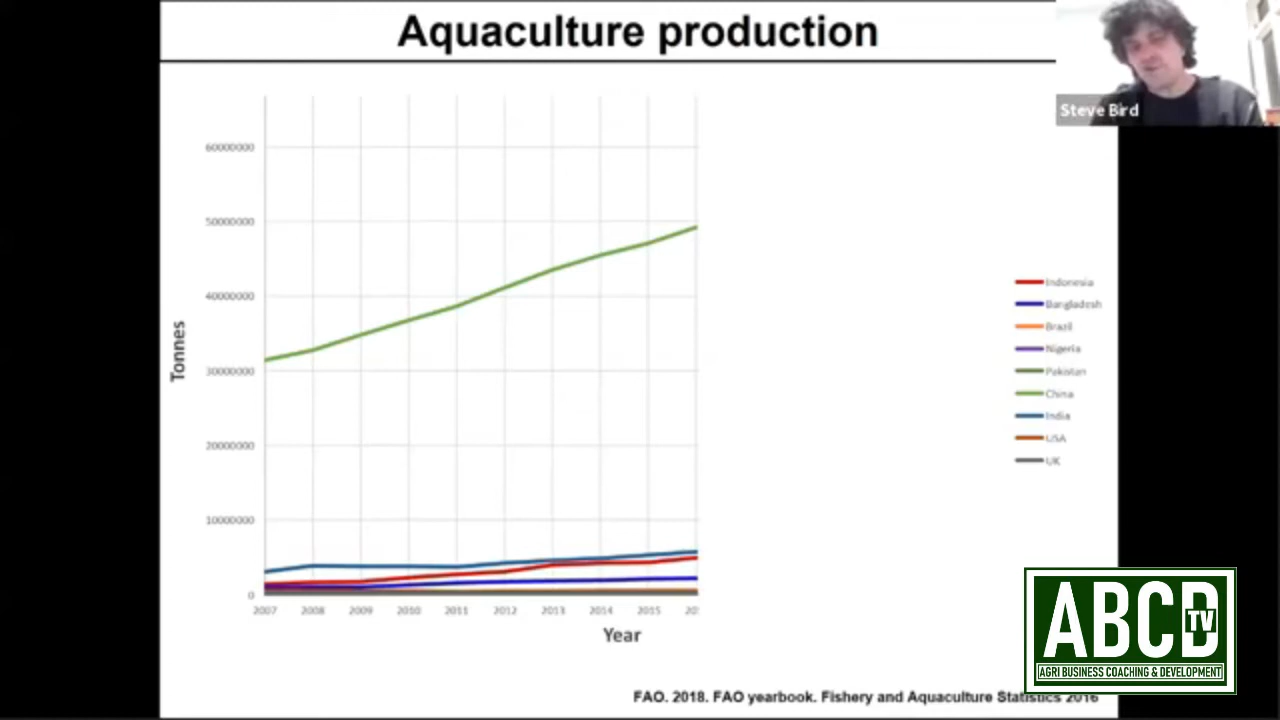 Aquaculture production
Steve Bird
60000000
50000000
40000000
30000000
20000000
10000000
0
Tonnes
2007 2008 2009 2010 2011 2012 2013 2014 2015 20
Year
Indonesia
Bangladesh
Brazil
Nigeria
Pakistan
China
India
USA
UK
ABCD TV
AGRI BUSINESS COACHING & DEVELOPMENT
FAO. 2018. FAO yearbook. Fishery and Aquaculture Statistics 2016